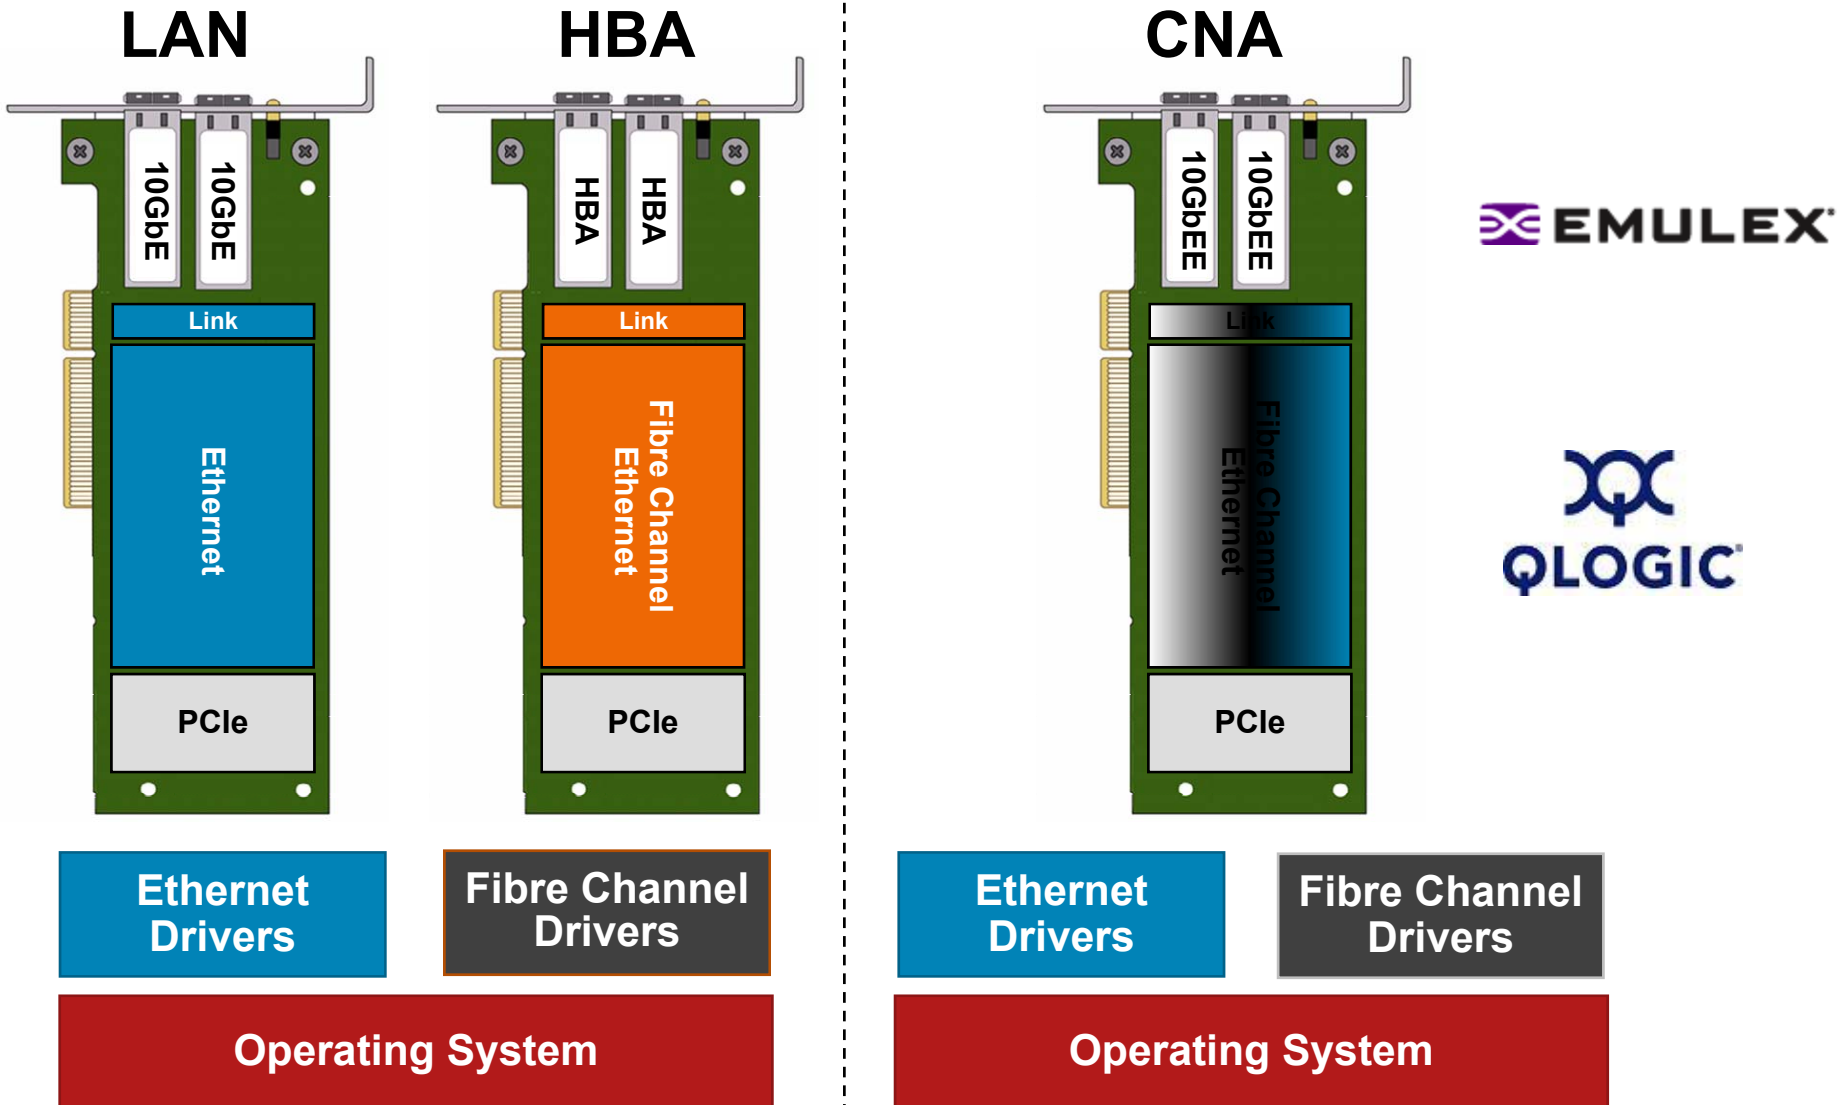 LAN
HBA
CNA
10GbE
10GbE
HBA
HBA
10GbEE
10GbEE
EMULEX
Link
Link
Link
Ethernet
Fibre Channel
Ethernet
Fibre Channel
Ethernet
QLOGIC
PCIe
PCIe
PCIe
Ethernet
Drivers
Fibre Channel
Drivers
Ethernet
Drivers
Fibre Channel
Drivers
Operating System
Operating System